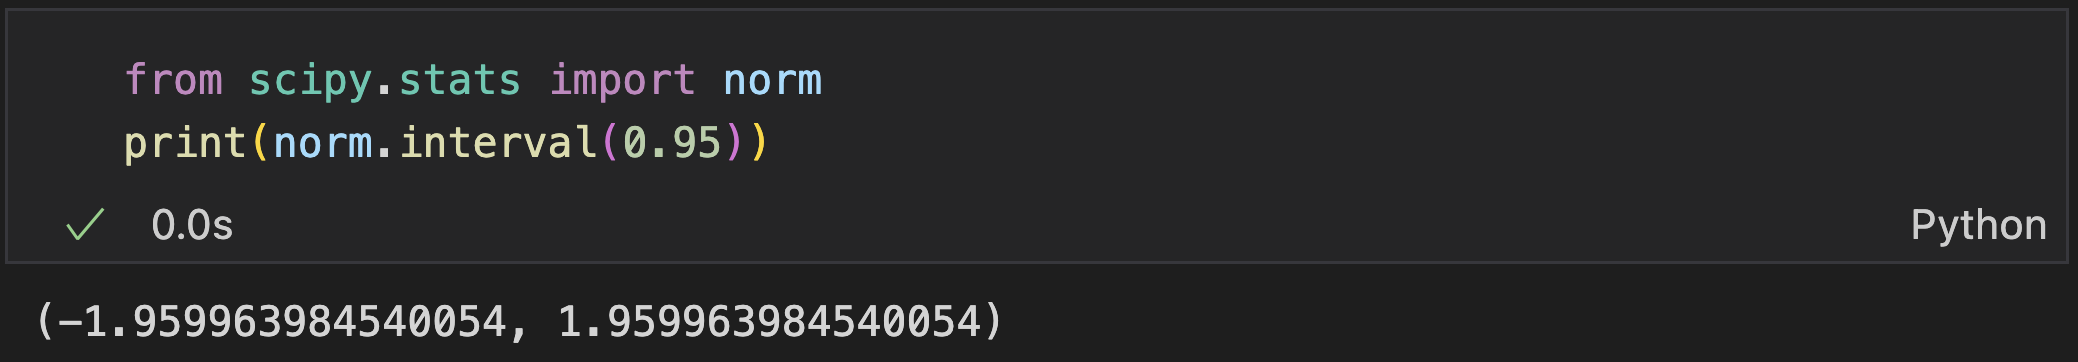 from scipy.stats import norm
print(norm.interval(0.95))
0.0s
Python
(-1.959963984540054, 1.959963984540054)